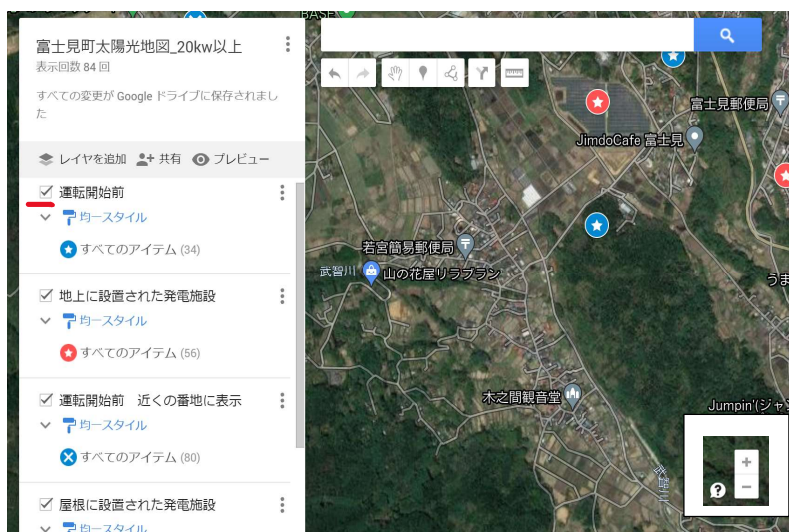 BASE
富士見町太陽光地図_20kw以上
表示回数 84 回
すべての変更が Google ドライブに保存されまし
た
レイヤを追加 共有 プレビュー
運転開始前
均一スタイル
すべてのアイテム (34)
地上に設置された発電施設
均一スタイル
すべてのアイテム (56)
運転開始前 近くの番地に表示
均一スタイル
すべてのアイテム (80)
屋根に設置された発電施設
均一スタイル
富士見郵便局
JimdoCafe 富士見
若宮簡易郵便局
武智川
山の花屋リラブラン
うま
木之間観音堂
Jumpin'(ジャン
武智川